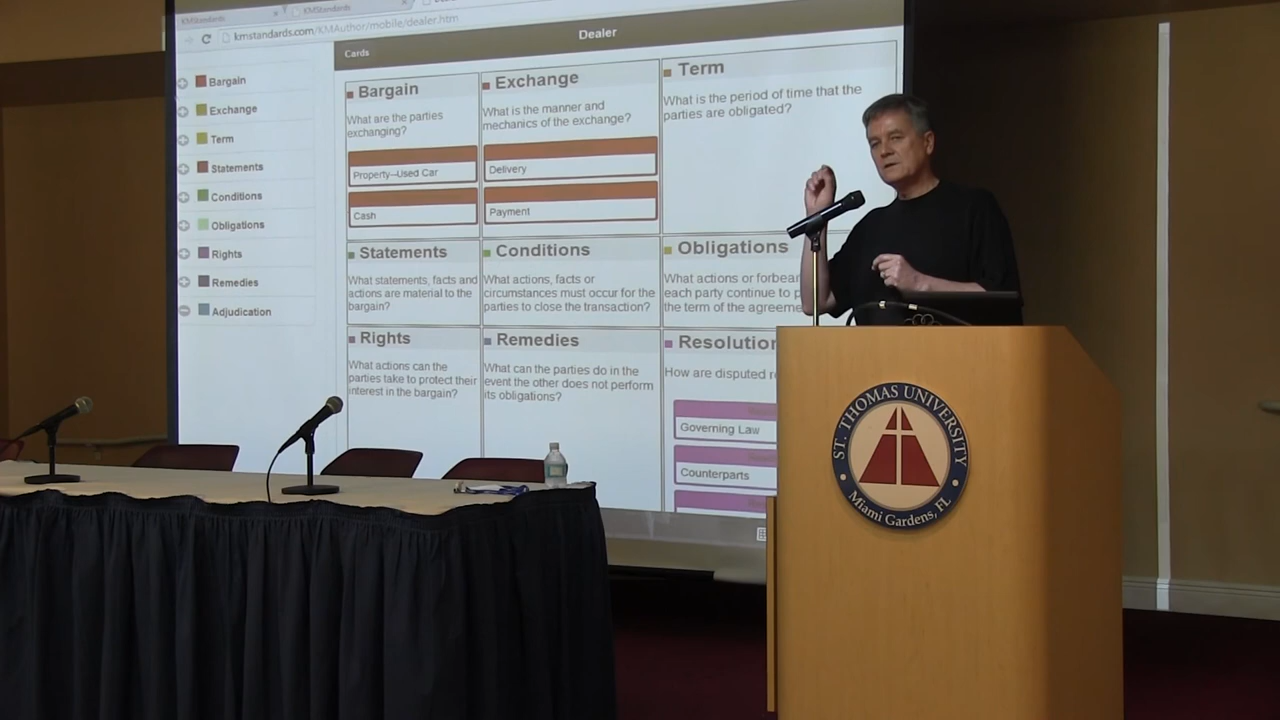 KMStandards
KMStandards
kmstandards.com/KMAuthor/mobile/dealer.htm
Dealer
Cards
Bargain
Exchange
Term
Statements
Conditions
Obligations
Rights
Remedies
Adjudication
Bargain
What are the parties
exchanging?
Property--Used Car
Cash
Exchange
What is the manner and
mechanics of the exchange?
Delivery
Payment
Term
What is the period of time that the
parties are obligated?
Statements
What statements, facts and
actions are material to the
bargain?
Conditions
What actions, facts or
circumstances must occur for the
parties to close the transaction?
Obligations
What actions or
each party continue to
the term of the
Rights
What actions can the
parties take to protect their
interest in the bargain?
Remedies
What can the parties do in the
event the other does not perform
its obligations?
How are disputed
Governing Law
Counterparts
ST. THOMAS UNIVERSITY
Miami Gardens, FL